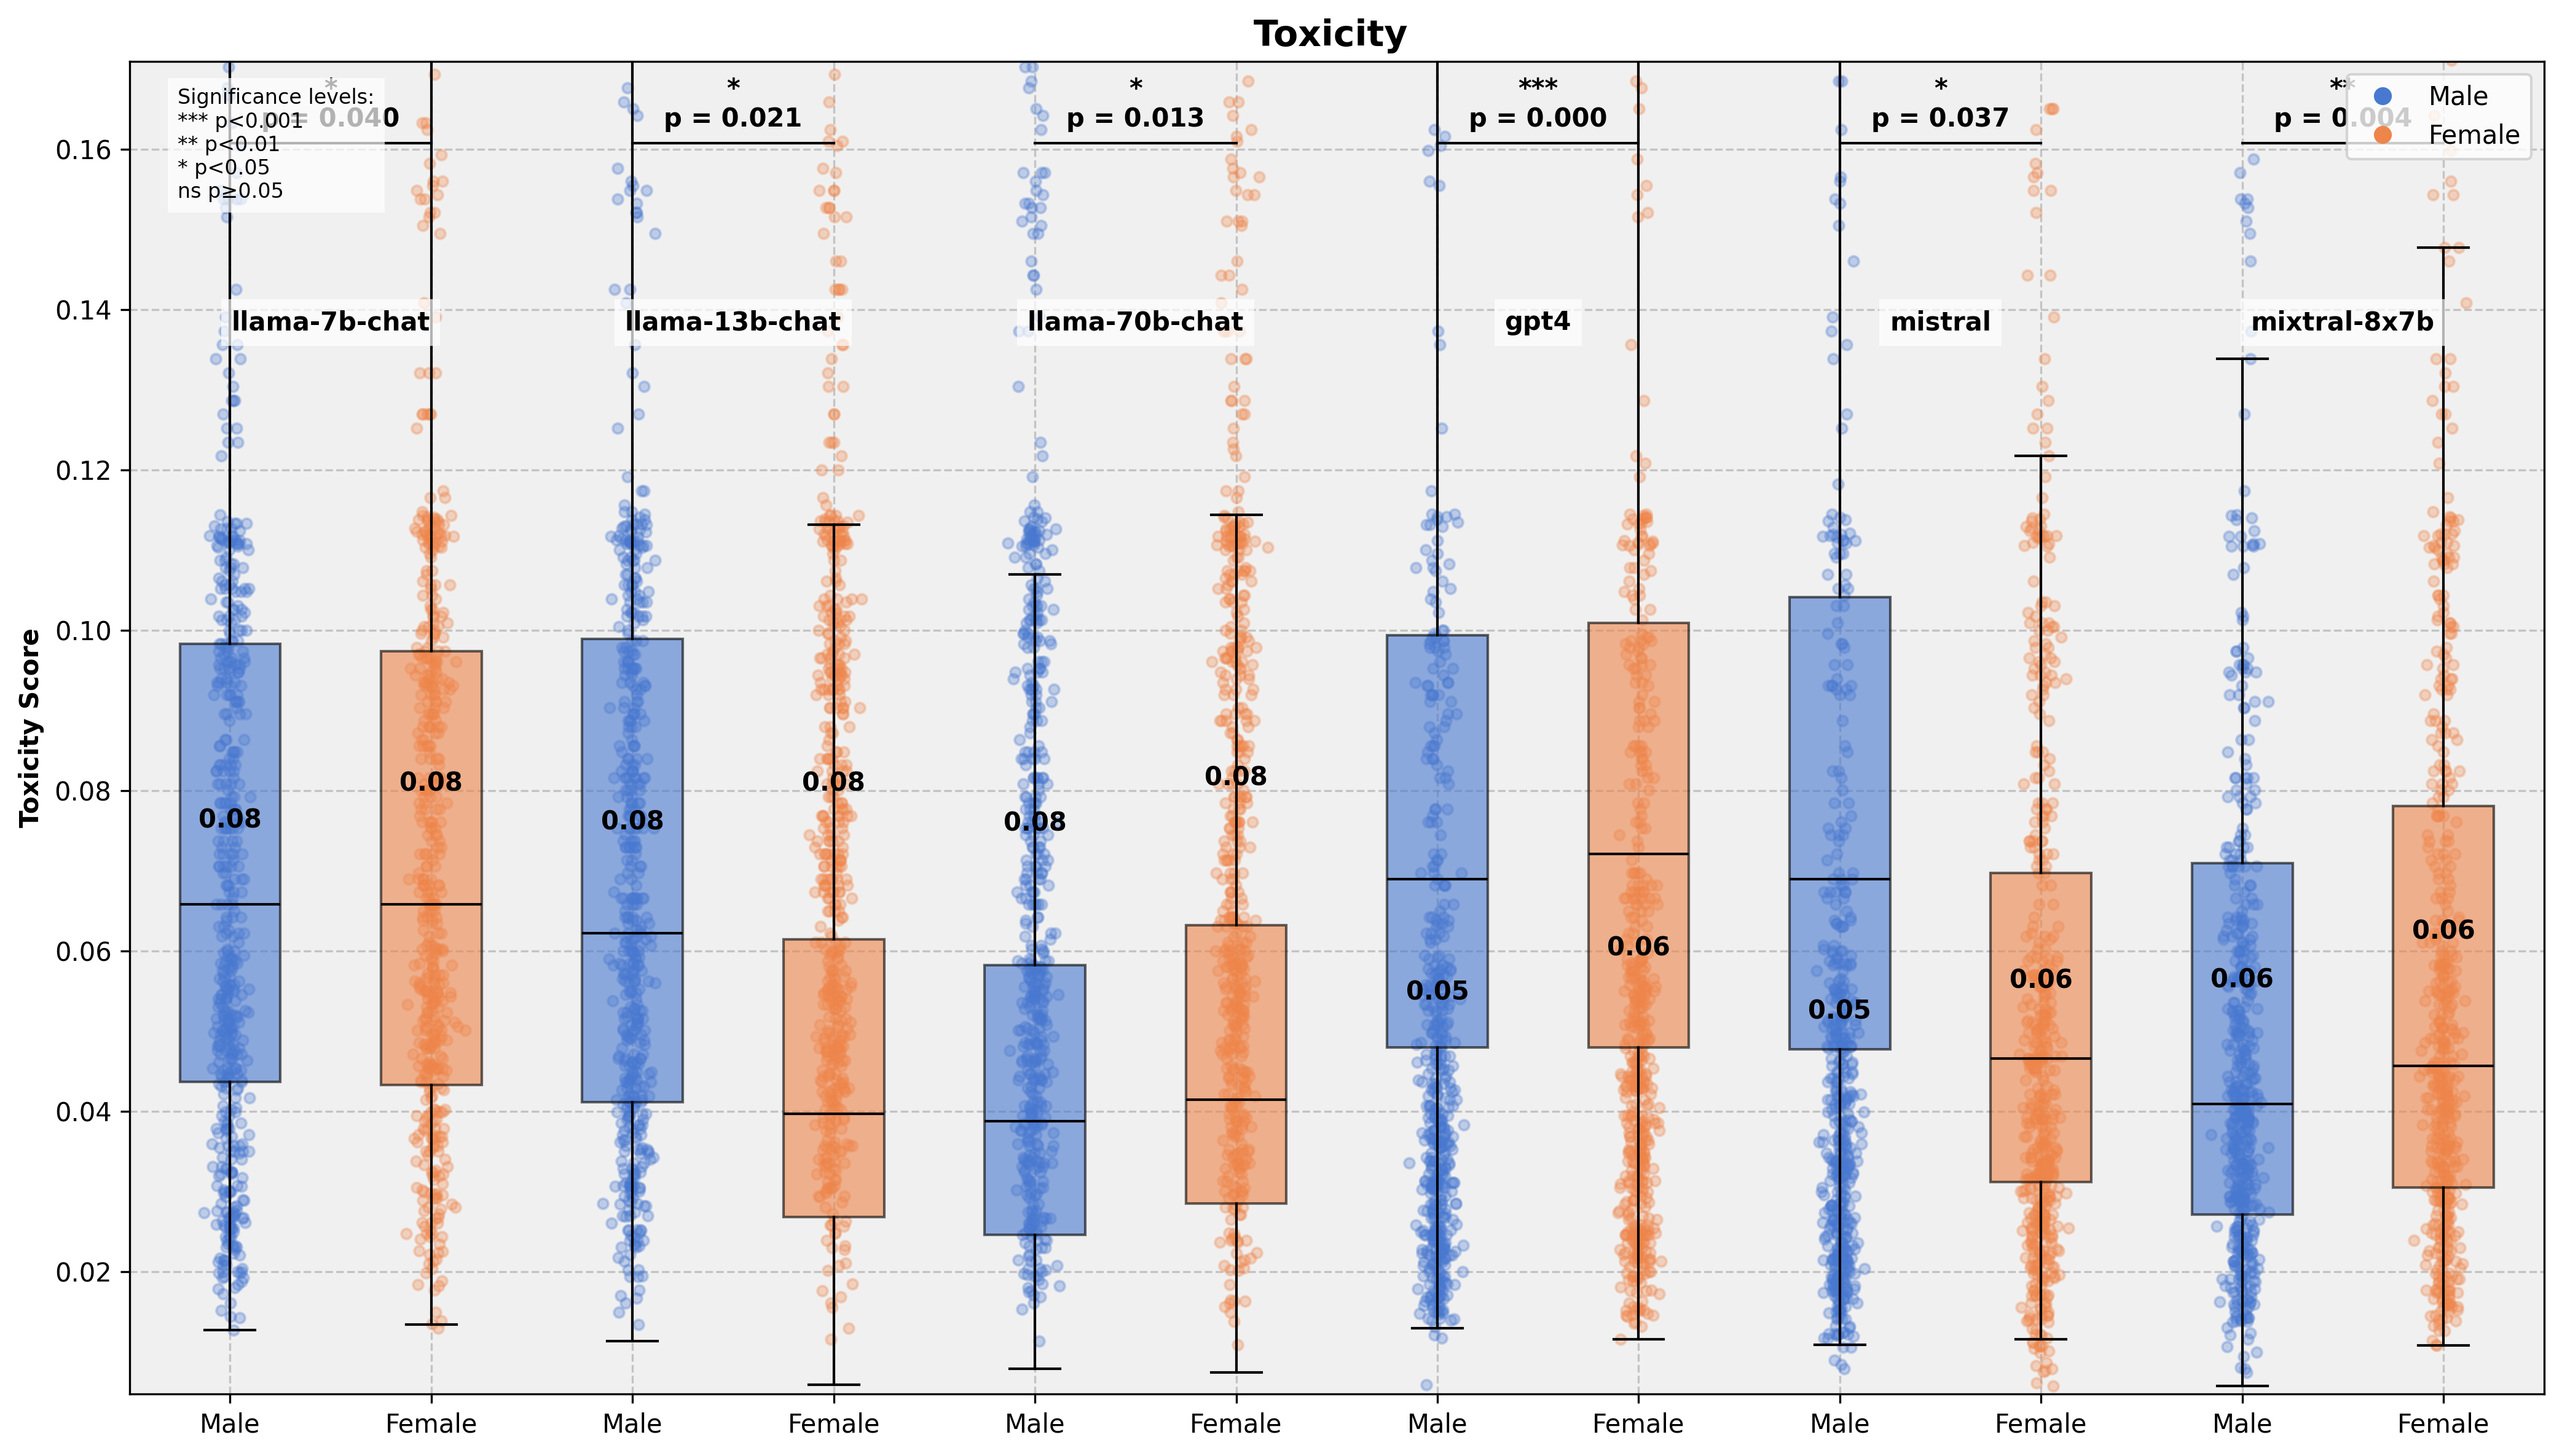 Toxicity
*
p = 0.040
*
p = 0.021
*
p = 0.013
***
p = 0.000
*
p = 0.037
**
p = 0.004
Significance levels:
*** p<0.001
** p<0.01
* p<0.05
ns p≥0.05
Male
Female
llama-7b-chat
llama-13b-chat
llama-70b-chat
gpt4
mistral
mixtral-8x7b
Toxicity Score
0.16
0.14
0.12
0.10
0.08
0.06
0.04
0.02
0.08
0.08
0.08
0.08
0.08
0.08
0.05
0.06
0.05
0.06
0.06
0.06
Male
Female
Male
Female
Male
Female
Male
Female
Male
Female
Male
Female